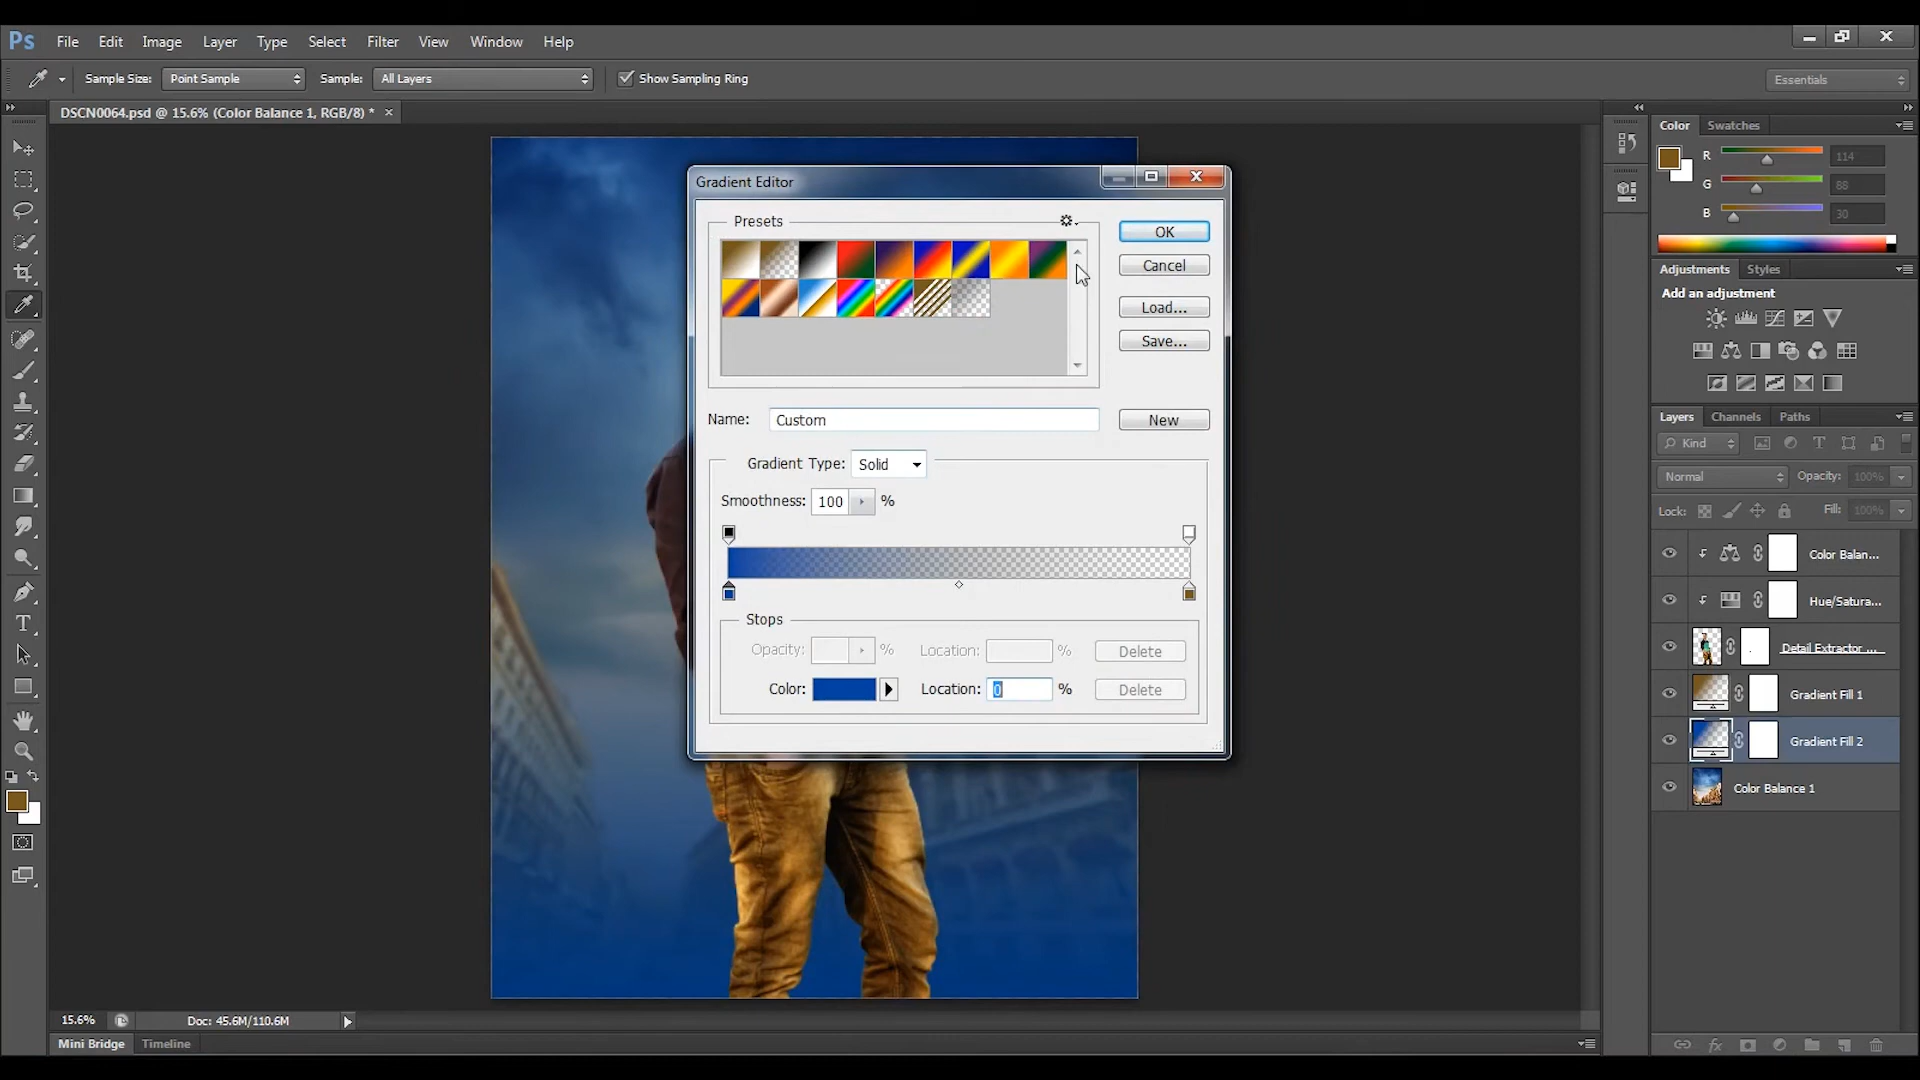 Ps File Edit Image Layer Type Select Filter View Window Help
Sample Size: Point Sample Sample: All Layers Show Sampling Ring Essentials
DSCN0064.psd @ 15.6% (Color Balance 1, RGB/8) * ×
Gradient Editor
Presets
OK
Cancel
Load...
Save...
Name: Custom New
Gradient Type: Solid
Smoothness: 100 %
Stops
Opacity: % Location: % Delete
Color: Location: 0 % Delete
Color Swatches
R 114
G 88
B 30
Adjustments Styles
Add an adjustment
Layers Channels Paths
Kind
Normal Opacity: 100%
Lock: Fill: 100%
Color Balan...
Hue/Satura...
Detail Extractor ...
Gradient Fill 1
Gradient Fill 2
Color Balance 1
15.6% Doc: 45.6M/110.6M
Mini Bridge Timeline